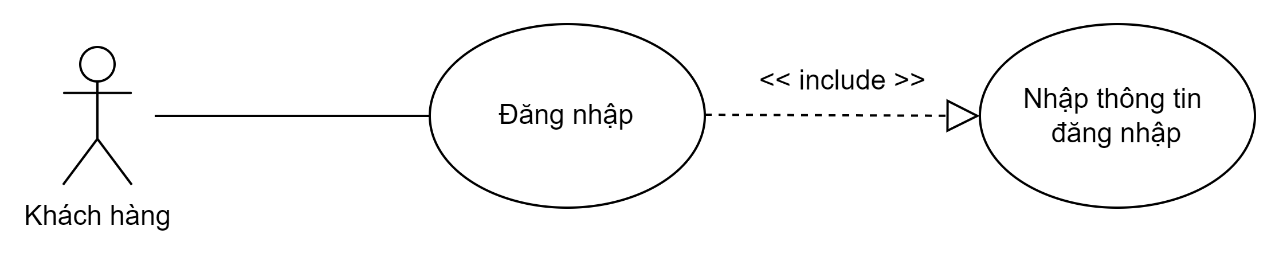 Khách hàng
Đăng nhập
<< include >>
Nhập thông tin
đăng nhập